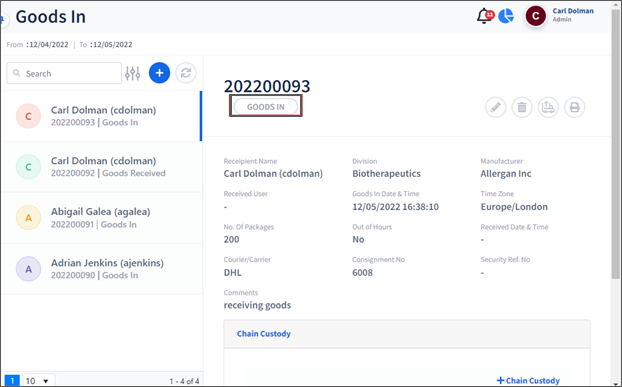 Goods In
11
Carl Dolman
Admin
From :12/04/2022 | To :12/05/2022
Search
C
Carl Dolman (cdolman)
202200093 | Goods In
C
Carl Dolman (cdolman)
202200092 | Goods Received
A
Abigail Galea (agalea)
202200091 | Goods In
A
Adrian Jenkins (ajenkins)
202200090 | Goods In
1 10 1 - 4 of 4
C
202200093
GOODS IN
Receipient Name Division Manufacturer
Carl Dolman (cdolman) Biotherapeutics Allergan Inc
Received User Goods In Date & Time Time Zone
- 12/05/2022 16:38:10 Europe/London
No. Of Packages Out of Hours Received Date & Time
200 No -
Courier/Carrier Consignment No Security Ref. No
DHL 6008 -
Comments
receiving goods
Chain Custody
+ Chain Custody